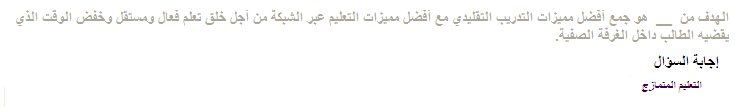 الهدف من __ هو جمع أفضل مميزات التدريب التقليدي مع أفضل مميزات التعليم عبر الشبكة من أجل خلق تعلم فعال ومستقل وخفض الوقت الذي
يقضيه الطالب داخل الغرفة الصفية.
إجابة السؤال
التعليم المتمازج